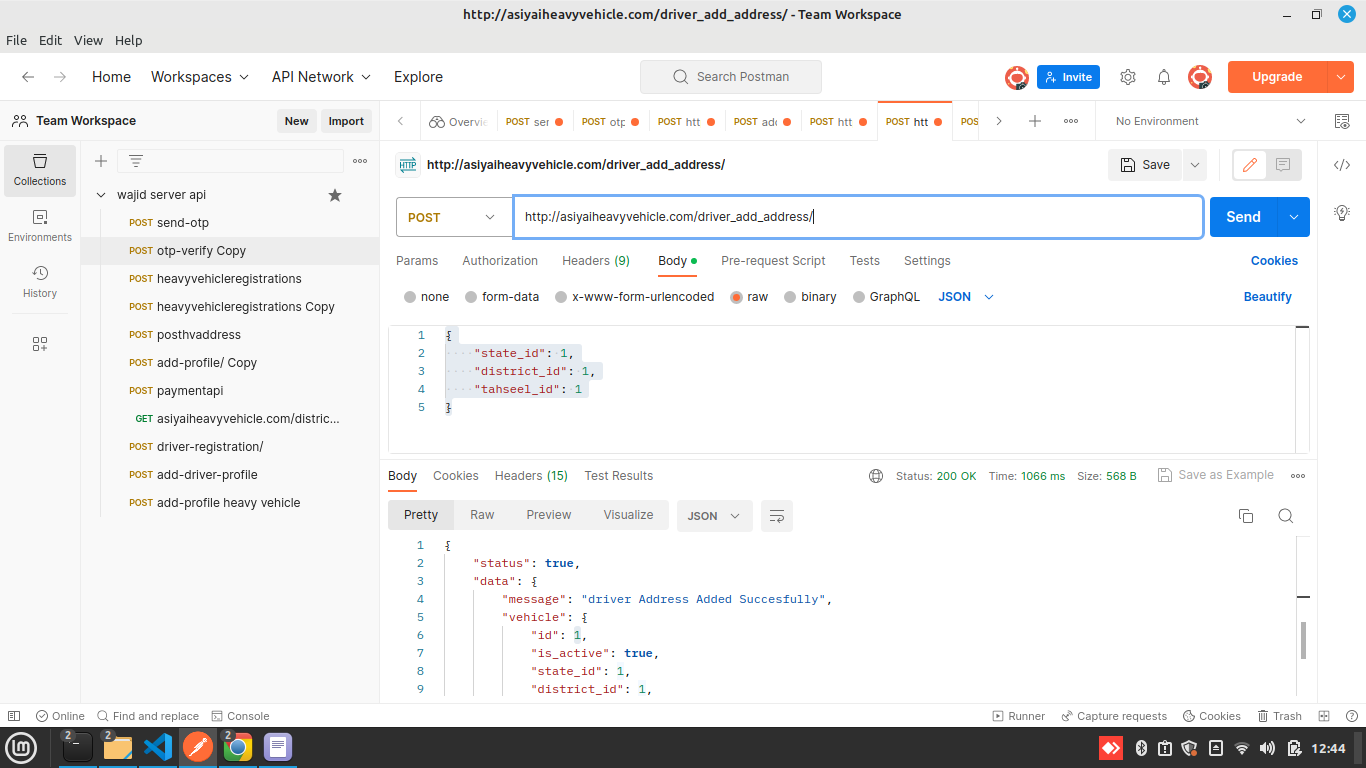 http://asiyaiheavyvehicle.com/driver_add_address/ - Team Workspace
File Edit View Help
Home Workspaces API Network Explore Search Postman Invite Upgrade
Team Workspace New Import
Overvie POST ser POST otp POST htt POST adc POST htt POST htt POS No Environment
Collections
Environments
History
wajid server api
POST send-otp
POST otp-verify Copy
POST heavyvehicleregistrations
POST heavyvehicleregistrations Copy
POST posthvaddress
POST add-profile/ Copy
POST paymentapi
GET asiyaiheavyvehicle.com/distric...
POST driver-registration/
POST add-driver-profile
POST add-profile heavy vehicle
HTTP http://asiyaiheavyvehicle.com/driver_add_address/ Save
POST http://asiyaiheavyvehicle.com/driver_add_address/ Send
Params Authorization Headers (9) Body Pre-request Script Tests Settings Cookies
none form-data x-www-form-urlencoded raw binary GraphQL JSON Beautify
1 {
2 "state_id": 1,
3 "district_id": 1,
4 "tahseel_id": 1
5 }
Body Cookies Headers (15) Test Results Status: 200 OK Time: 1066 ms Size: 568 B Save as Example
Pretty Raw Preview Visualize JSON
1 {
2 "status": true,
3 "data": {
4 "message": "driver Address Added Succesfully",
5 "vehicle": {
6 "id": 1,
7 "is_active": true,
8 "state_id": 1,
9 "district_id": 1,
Online Find and replace Console Runner Capture requests Cookies Trash
2 2 2 12:44